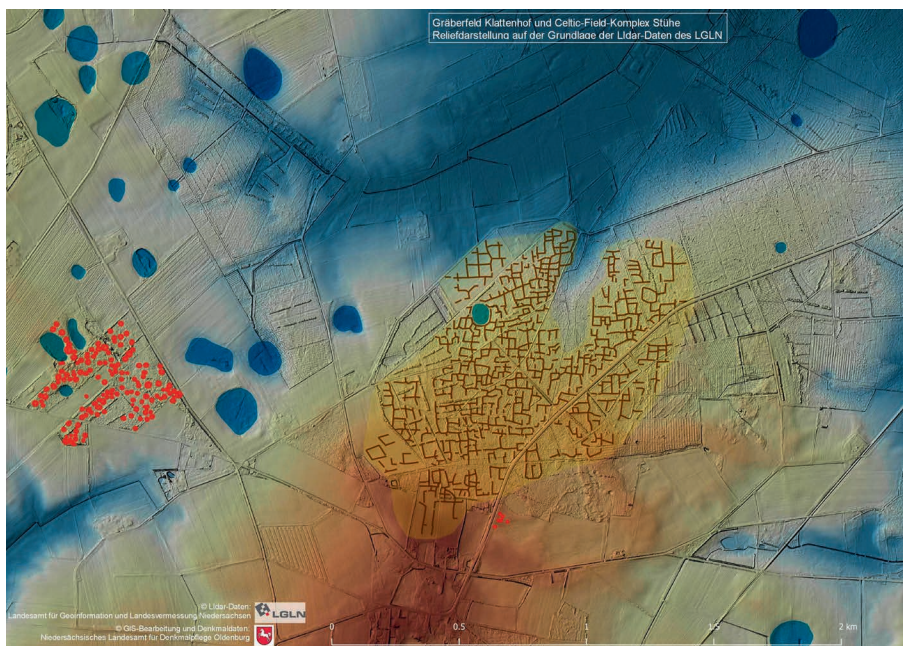 Gräberfeld Klattenhof und Celtic-Field-Komplex Stühe
Reliefdarstellung auf der Grundlage der LIdar-Daten des LGLN
© LIdar-Daten:
Landesamt für Geoinformation und Landesvermessung Niedersachsen
LGLN
© GIS-Bearbeitung und Denkmaldaten:
Niedersächsisches Landesamt für Denkmalpflege Oldenburg
0 0.5 1 1.5 2 km